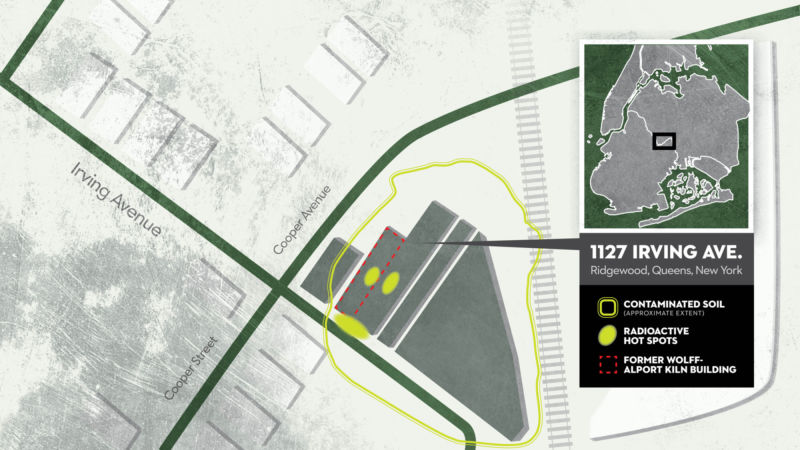 Irving Avenue
Cooper Avenue
Cooper Street
1127 IRVING AVE.
Ridgewood, Queens, New York
CONTAMINATED SOIL
(APPROXIMATE EXTENT)
RADIOACTIVE
HOT SPOTS
FORMER WOLFF-
ALPORT KILN BUILDING